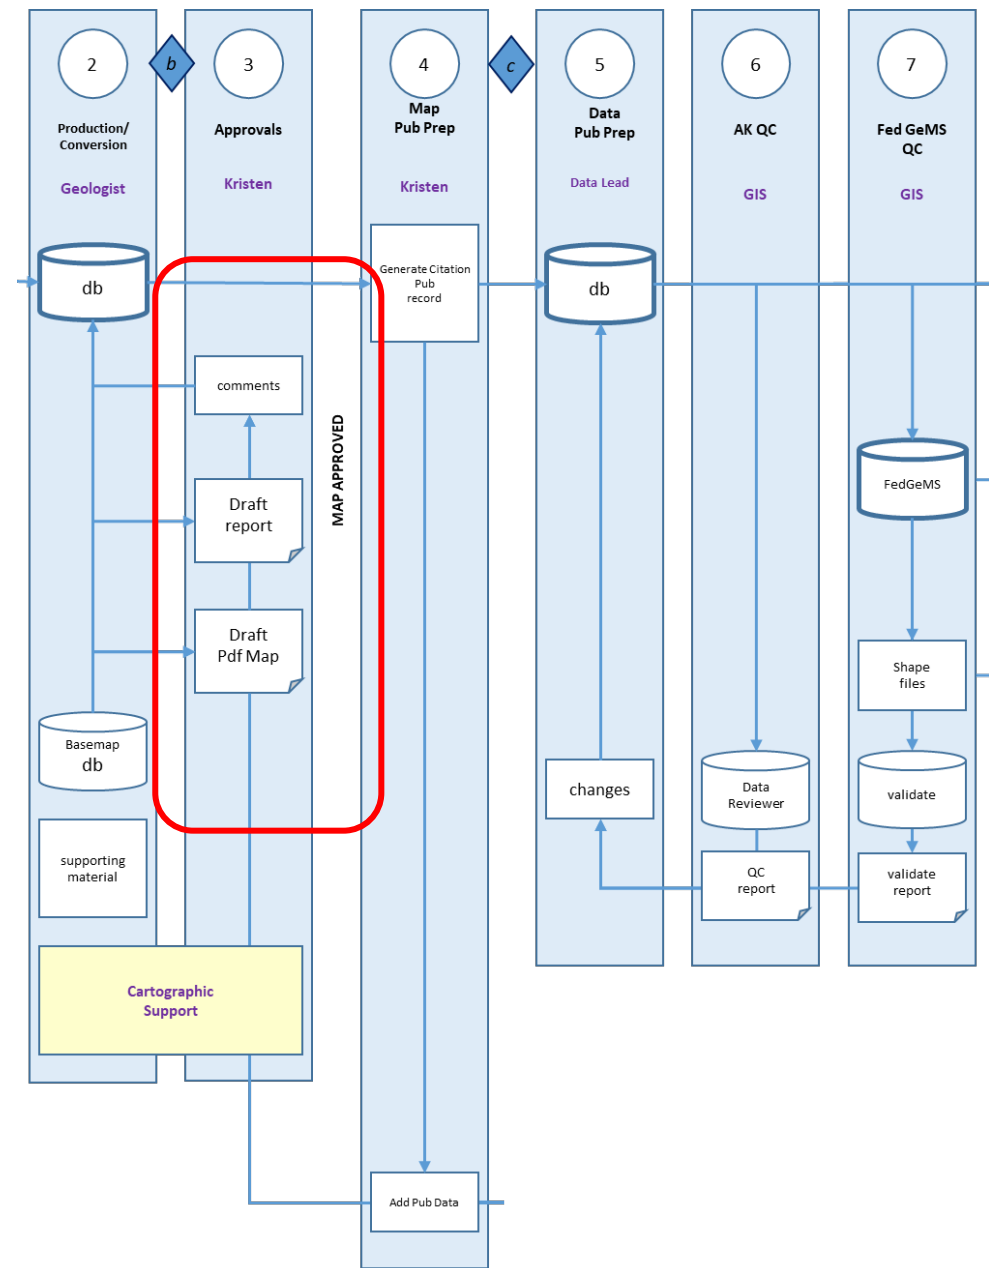 2
Production/
Conversion
Geologist
db
Basemap
db
supporting
material
Cartographic
Support
b
3
Approvals
Kristen
comments
Draft
report
Draft
Pdf Map
MAP APPROVED
4
Map
Pub Prep
Kristen
Generate Citation
Pub
record
Add Pub Data
c
5
Data
Pub Prep
Data Lead
db
changes
6
AK QC
GIS
Data
Reviewer
QC
report
7
Fed GeMS
QC
GIS
FedGeMS
Shape
files
validate
validate
report